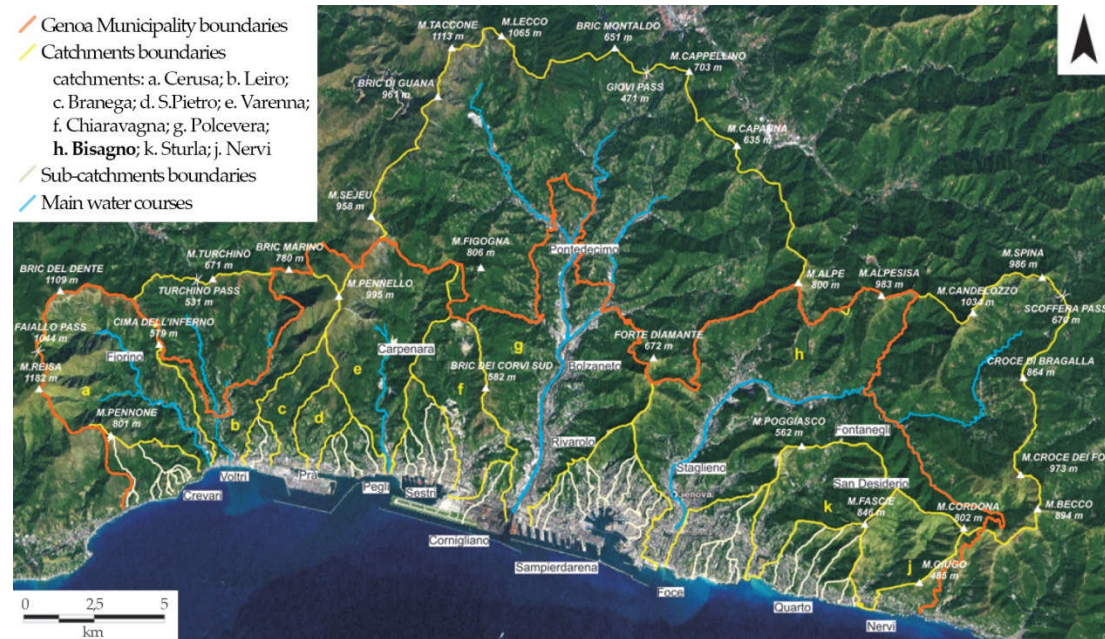 Genoa Municipality boundaries
Catchments boundaries
catchments: a. Cerusa; b. Leiro;
c. Branega; d. S.Pietro; e. Varenna;
f. Chiaravagna; g. Polcevera;
h. Bisagno; k. Sturla; j. Nervi
Sub-catchments boundaries
Main water courses
M.TACCONE
1113 m
M.LECCO
1065 m
BRIC MONTALDO
651 m
M.CAPPELLINO
703 m
BRIC DI GUANA
961 m
GIOVI PASS
471 m
M.CAPANNA
635 m
M.SEJEU
958 m
BRIC MARINO
780 m
M.FIGOGNA
806 m
Pontedecimo
M.TURCHINO
671 m
BRIC DEL DENTE
1109 m
TURCHINO PASS
531 m
M.PENNELLO
995 m
M.ALPE
800 m
M.ALPESISA
983 m
M.SPINA
986 m
M.CANDELOZZO
1034 m
SCOFFERA PASS
FAIALLO PASS
1044 m
CIMA DELL'INFERNO
579 m
Fiorino
Carpenara
g
FORTE DIAMANTE
672 m
h
M.REISA
1182 m
a
e
f
BRIC DEI CORVI SUD
582 m
Bolzaneto
CROCE DI BRAGALLA
864 m
M.PENNONE
801 m
b
c
d
Rivarolo
M.POGGIASCO
562 m
Fontanegli
Staglieno
Crevari
Voltri
Prà
Pegli
Sestri
Genova
San Desiderio
M.FASCIE
846 m
k
M.CORDONA
802 m
973 m
M.BECCO
894 m
Cornigliano
Sampierdarena
Foce
Quarto
Nervi
j
M.GIUGO
485 m
0 2,5 5
km